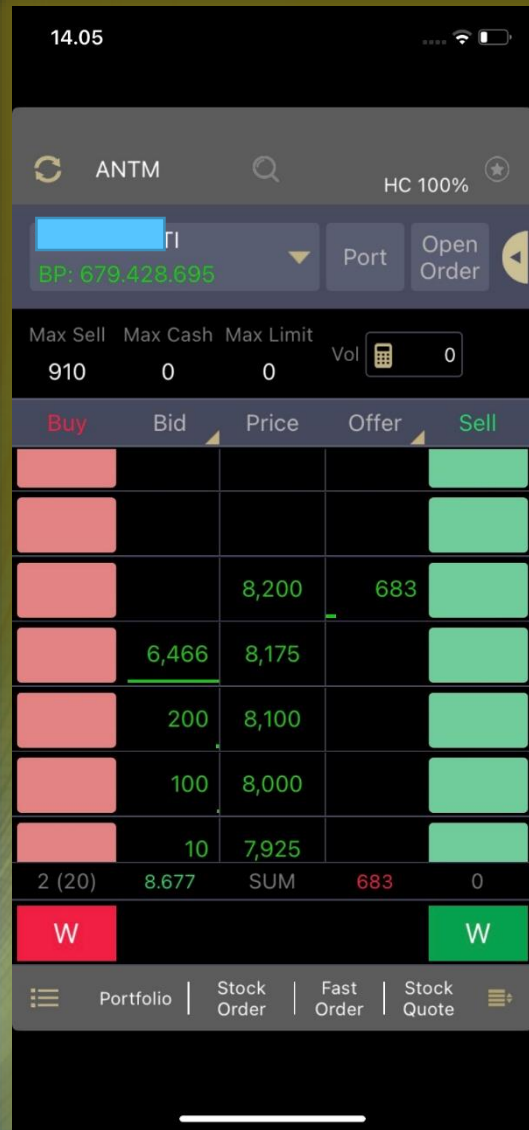 14.05
ANTM
HC 100%
TI
BP: 679.428.695
Port
Open
Order
Max Sell Max Cash Max Limit
910 0 0
Vol 0
Buy Bid Price Offer Sell
8,200 683
6,466 8,175
200 8,100
100 8,000
10 7,925
2 (20) 8.677 SUM 683 0
W W
Portfolio
Stock
Order
Fast
Order
Stock
Quote